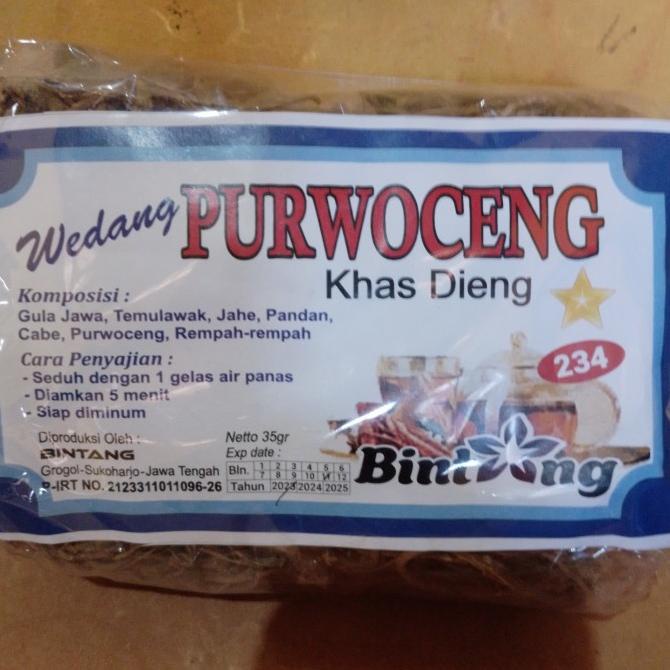 Wedang PURWOCENG
Khas Dieng
Komposisi :
Gula Jawa, Temulawak, Jahe, Pandan,
Cabe, Purwoceng, Rempah-rempah
Cara Penyajian :
- Seduh dengan 1 gelas air panas
- Diamkan 5 menit
- Siap diminum
234
Diproduksi Oleh :
BINTANG
Grogol-Sukoharjo-Jawa Tengah
P-IRT NO. 2123311011096-26
Netto 35gr
Exp date :
Bln. 1 2 3 4 5 6
7 8 9 10 11 12
Tahun 2023 2024 2025
Bintang